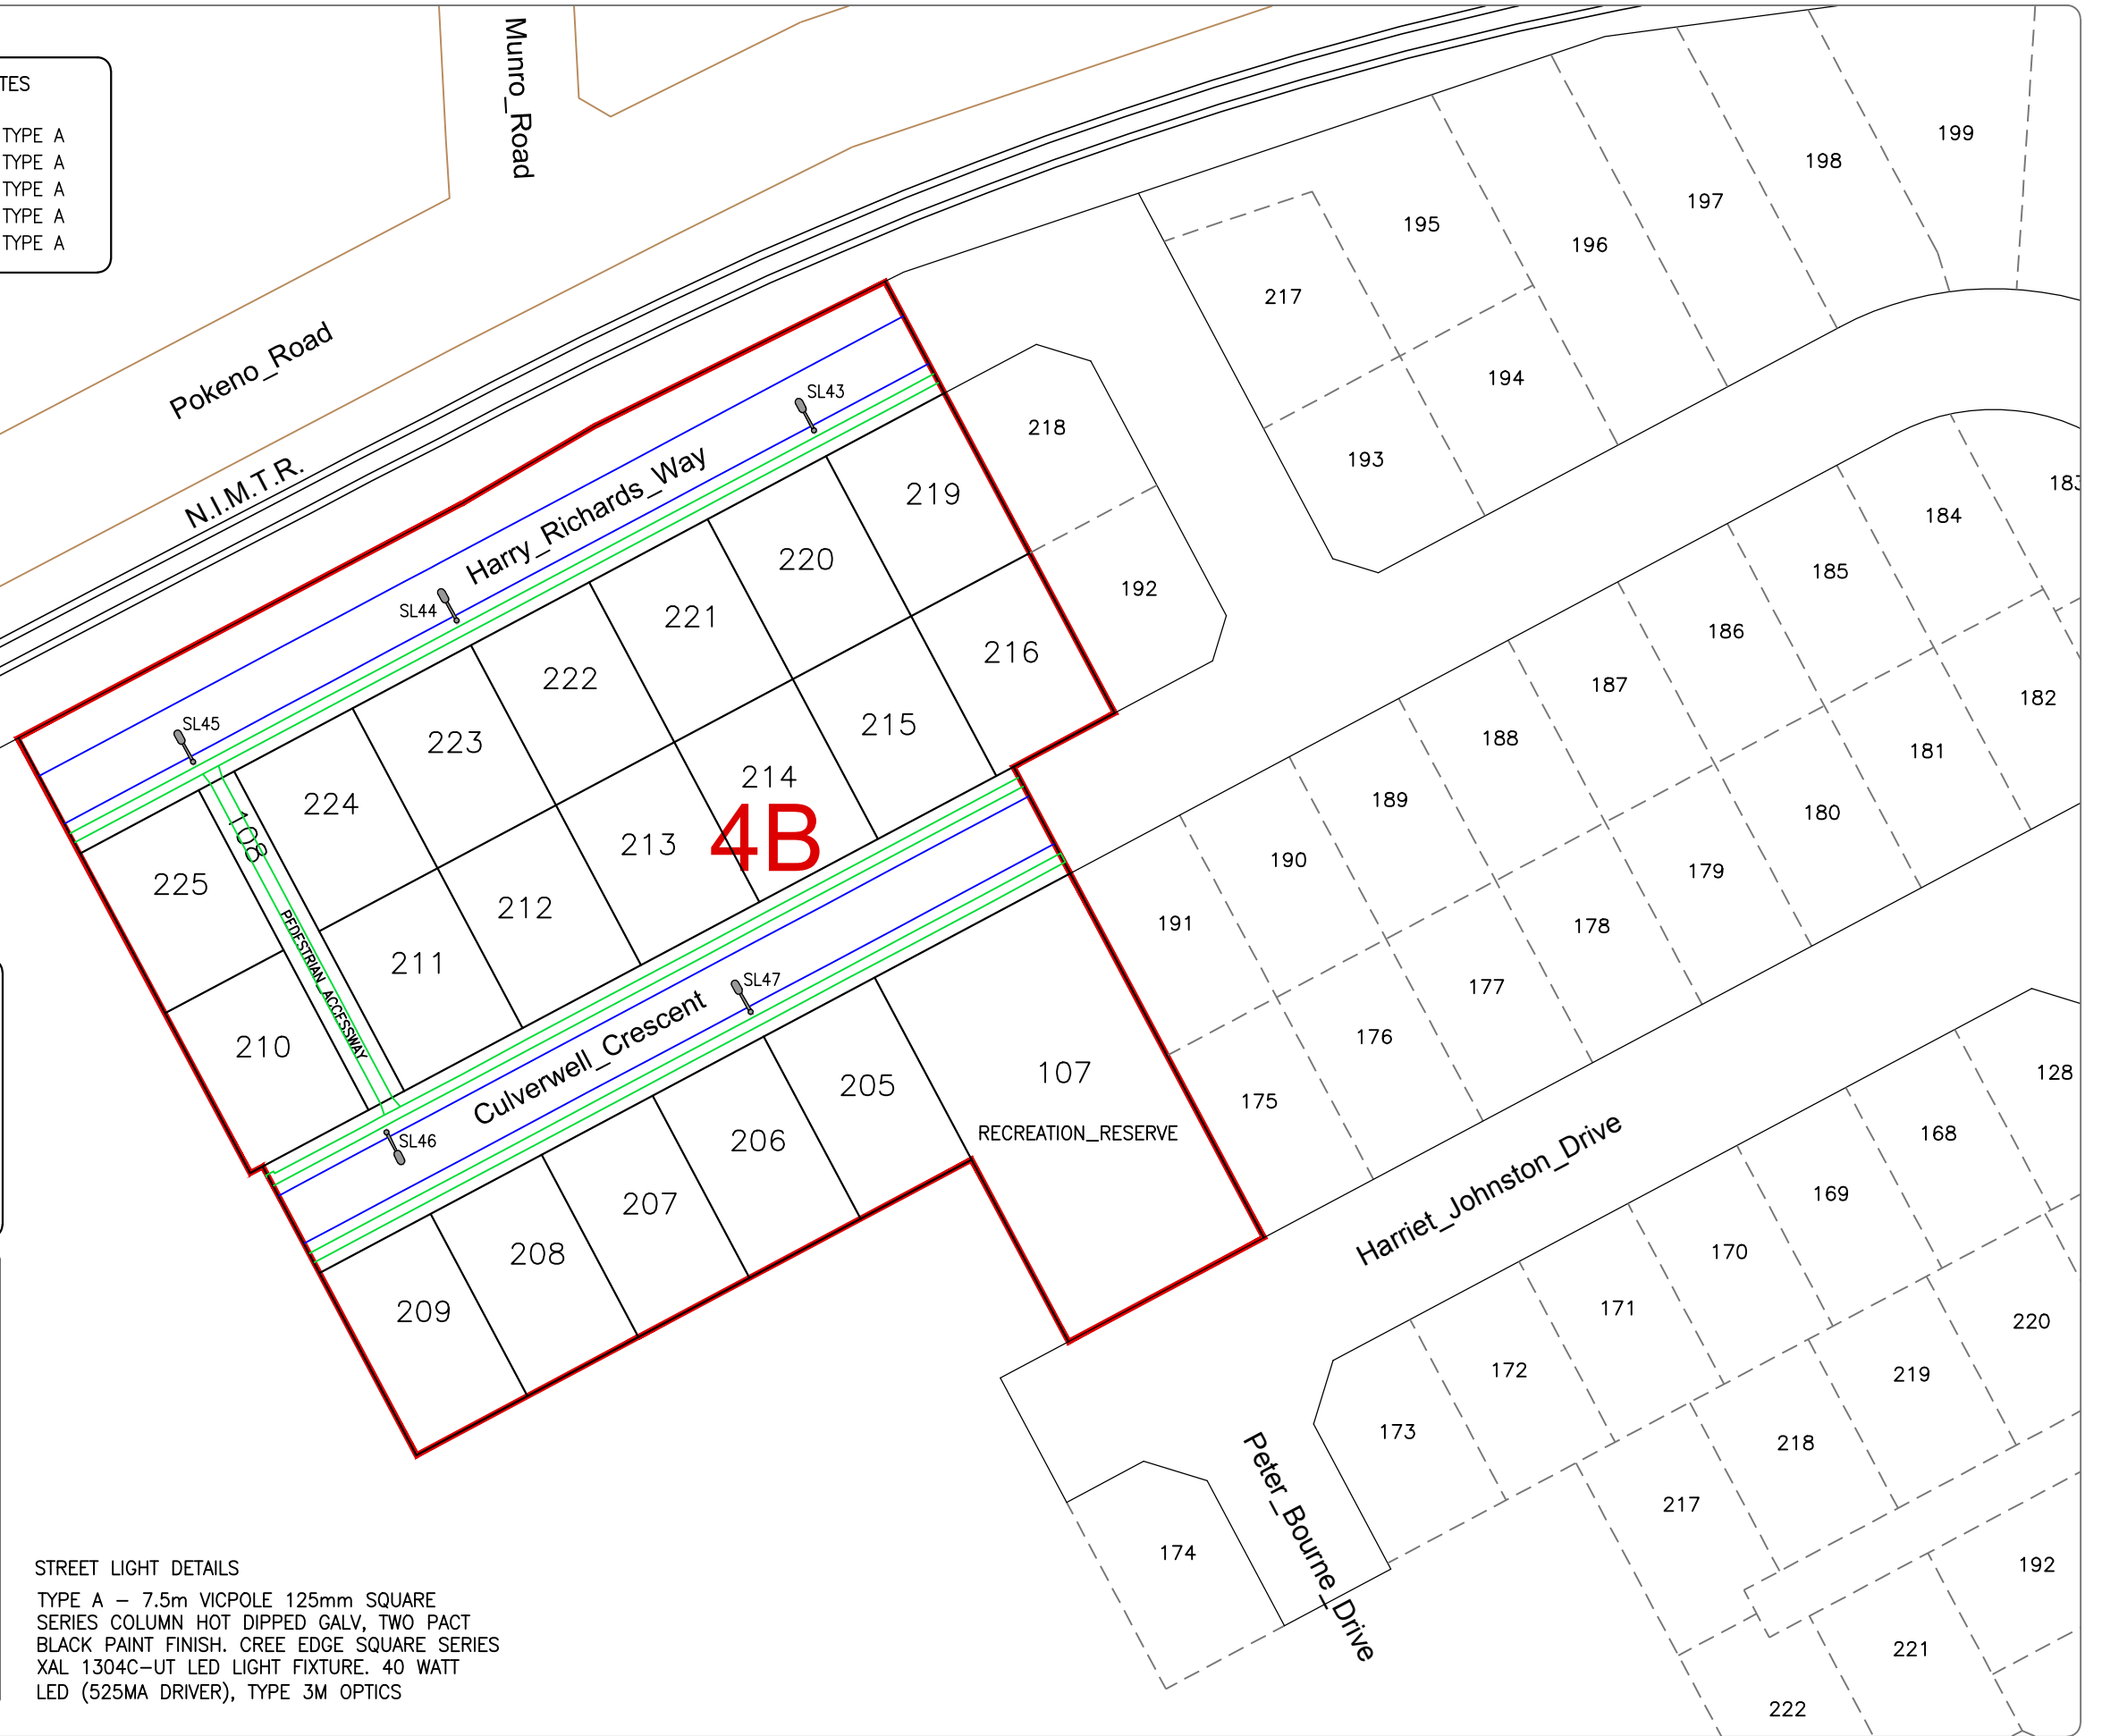 TES
TYPE A
TYPE A
TYPE A
TYPE A
TYPE A
Munro_Road
Pokeno_Road
N.I.M.T.R.
Harry_Richards_Way
SL43
SL44
SL45
199
198
197
196
195
217
194
193
218
219
220
192
221
216
222
215
223
214
4B
224
213
108
225
212
211
PEDESTRIAN_ACCESSWAY
210
SL47
Culverwell_Crescent
SL46
205
107
RECREATION_RESERVE
206
207
208
209
183
184
185
186
187
182
188
181
189
180
190
179
191
178
177
176
175
Harriet_Johnston_Drive
128
168
169
170
171
220
172
219
173
218
217
Peter_Bourne_Drive
174
192
221
222
STREET LIGHT DETAILS
TYPE A – 7.5m VICPOLE 125mm SQUARE
SERIES COLUMN HOT DIPPED GALV, TWO PACT
BLACK PAINT FINISH. CREE EDGE SQUARE SERIES
XAL 1304C–UT LED LIGHT FIXTURE. 40 WATT
LED (525MA DRIVER), TYPE 3M OPTICS